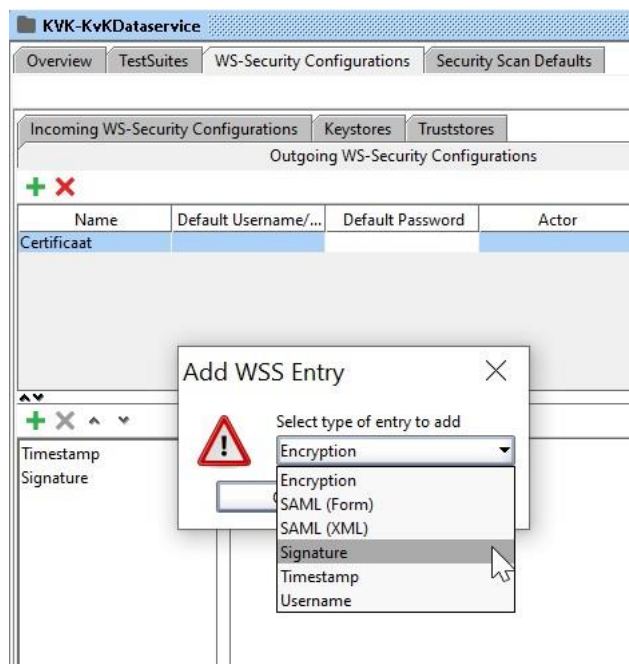 KVK-KvKDataservice
Overview TestSuites WS-Security Configurations Security Scan Defaults
Incoming WS-Security Configurations Keystores Truststores
Outgoing WS-Security Configurations
Name Default Username/... Default Password Actor
Certificaat
Add WSS Entry
Select type of entry to add
Encryption
Timestamp
Signature
Encryption
SAML (Form)
SAML (XML)
Signature
Timestamp
Username